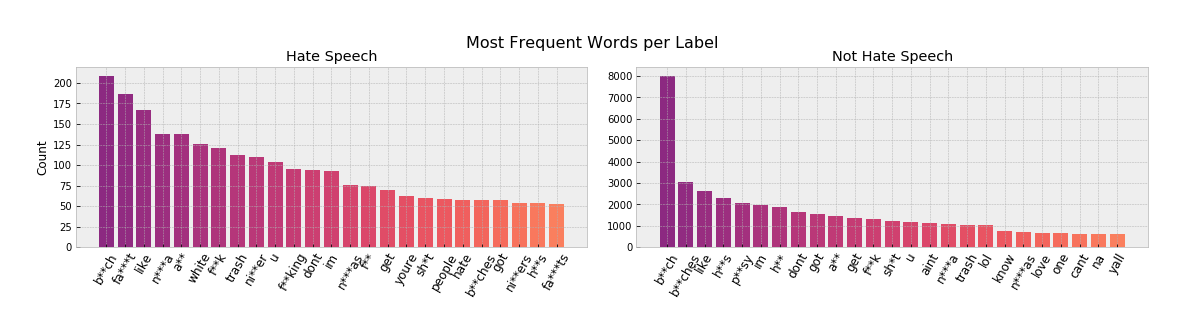 Most Frequent Words per Label
Hate Speech
Not Hate Speech
Count
200
175
150
125
100
75
50
25
0
b**ch
fa***t
like
n***a
a**
white
f**k
trash
ni**er
u
f**king
dont
im
n***as
f**
get
youre
sh*t
people
hate
b**ches
got
ni**ers
h**s
fa***ts
8000
7000
6000
5000
4000
3000
2000
1000
0
b**ch
b**ches
like
h**s
p**sy
im
h**
dont
got
a**
get
f**k
sh*t
u
aint
n***a
trash
lol
know
n***as
love
one
cant
na
yall